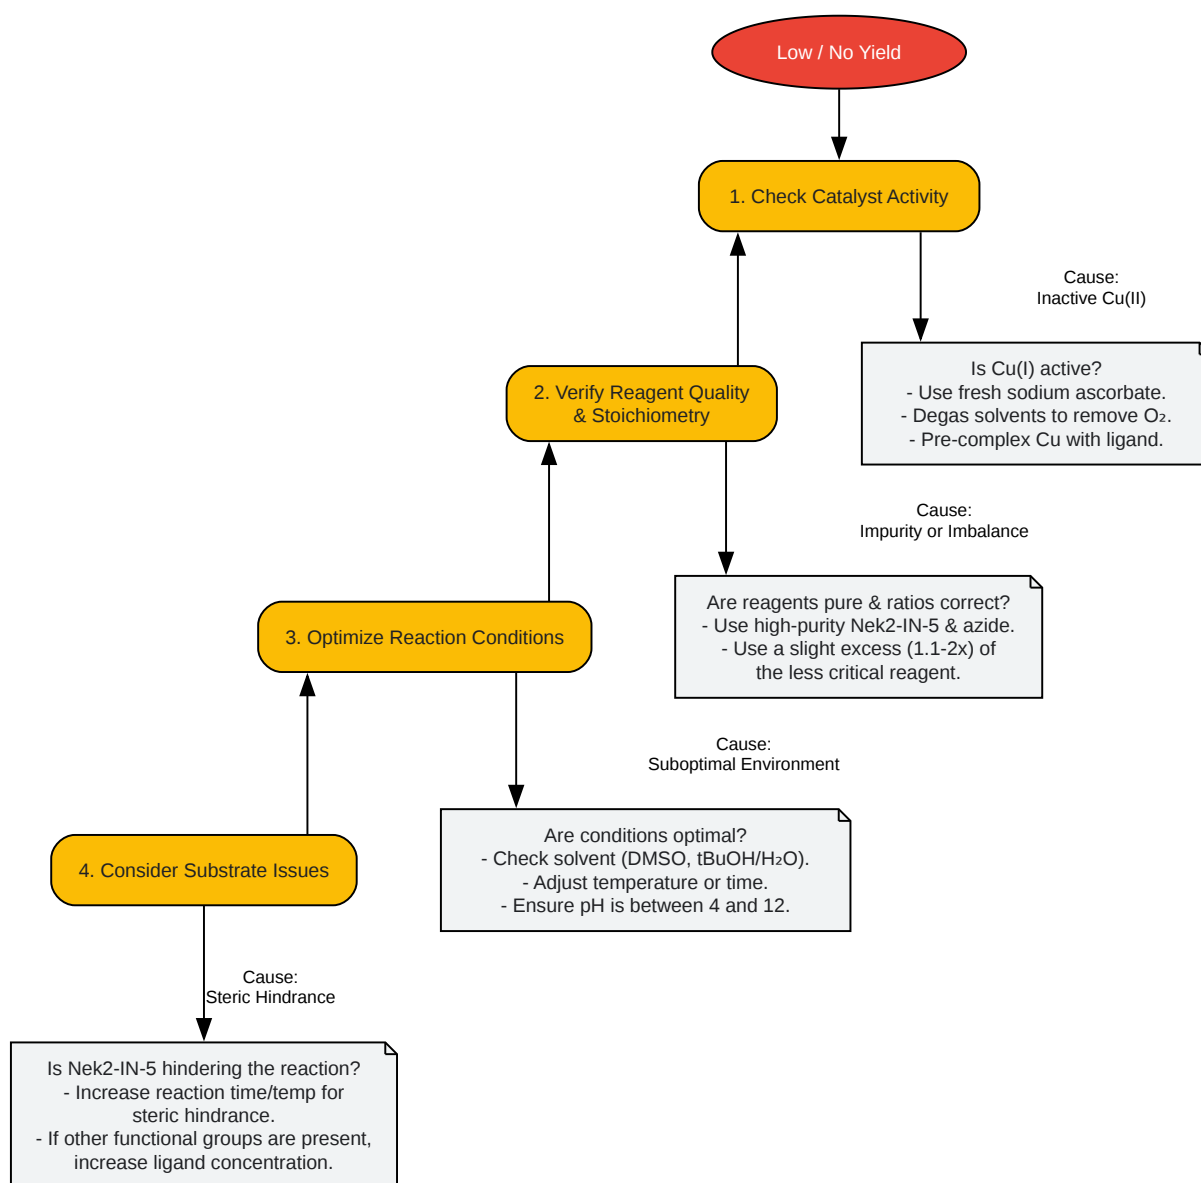 Low / No Yield
1. Check Catalyst Activity
Cause:
Inactive Cu(II)
Is Cu(I) active?
- Use fresh sodium ascorbate.
- Degas solvents to remove O₂.
- Pre-complex Cu with ligand.
2. Verify Reagent Quality
& Stoichiometry
Cause:
Impurity or Imbalance
Are reagents pure & ratios correct?
- Use high-purity Nek2-IN-5 & azide.
- Use a slight excess (1.1-2x) of
the less critical reagent.
3. Optimize Reaction Conditions
Cause:
Suboptimal Environment
Are conditions optimal?
- Check solvent (DMSO, tBuOH/H₂O).
- Adjust temperature or time.
- Ensure pH is between 4 and 12.
4. Consider Substrate Issues
Cause:
Steric Hindrance
Is Nek2-IN-5 hindering the reaction?
- Increase reaction time/temp for
steric hindrance.
- If other functional groups are present,
increase ligand concentration.